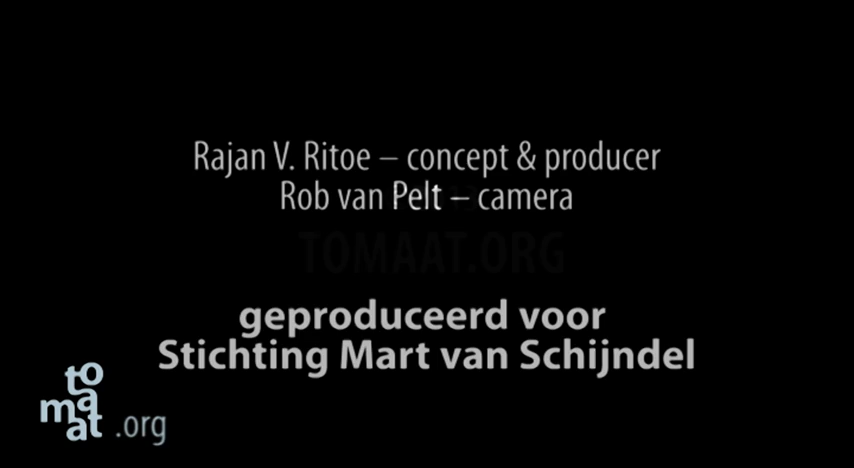 Rajan V. Ritoe – concept & producer
Rob van Pelt – camera
TOMAAT.ORG
geproduceerd voor
Stichting Mart van Schijndel
to
ma
at .org